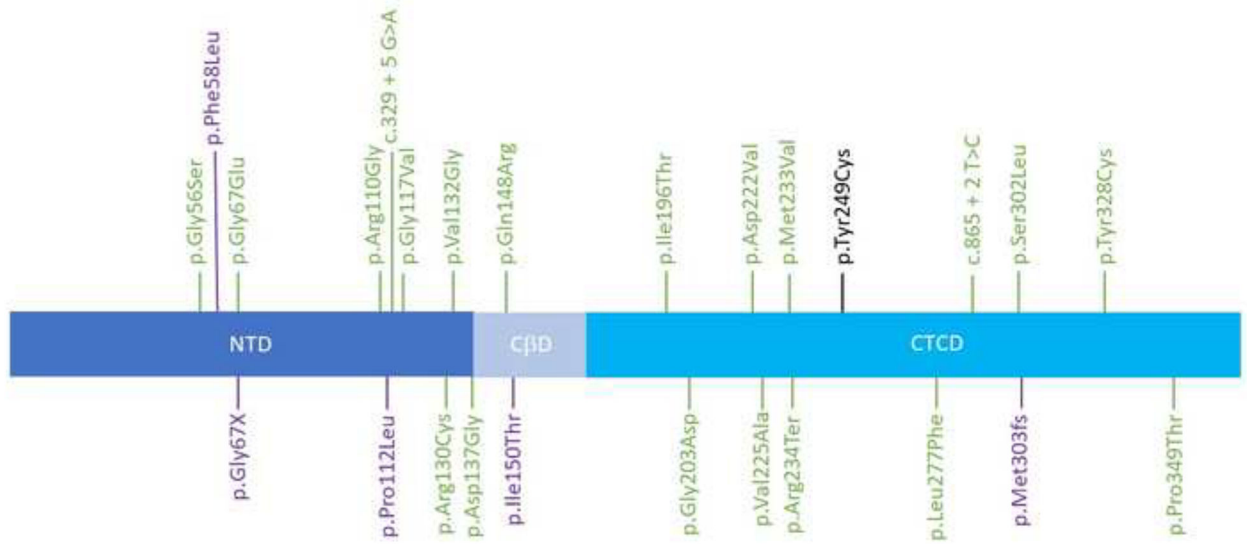 p.Gly56Ser
p.Phe58Leu
p.Gly67Glu
p.Arg110Gly
c.329 + 5 G>A
p.Gly117Val
p.Val132Gly
p.Gln148Arg
p.Ile196Thr
p.Asp222Val
p.Met233Val
p.Tyr249Cys
c.865 + 2 T>C
p.Ser302Leu
p.Tyr328Cys
NTD
CβD
CTCD
p.Gly67X
p.Pro112Leu
p.Arg130Cys
p.Asp137Gly
p.Ile150Thr
p.Gly203Asp
p.Val225Ala
p.Arg234Ter
p.Leu277Phe
p.Met303fs
p.Pro349Thr